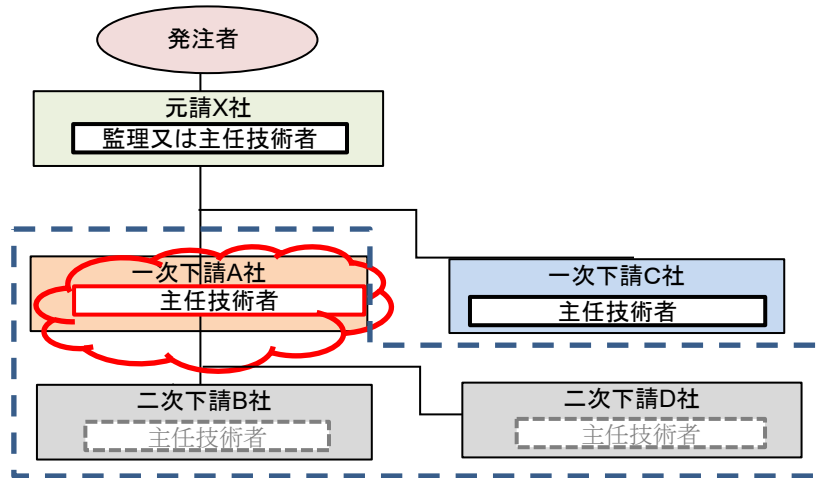 発注者
元請X社
監理又は主任技術者
一次下請A社
主任技術者
一次下請C社
主任技術者
二次下請B社
主任技術者
二次下請D社
主任技術者